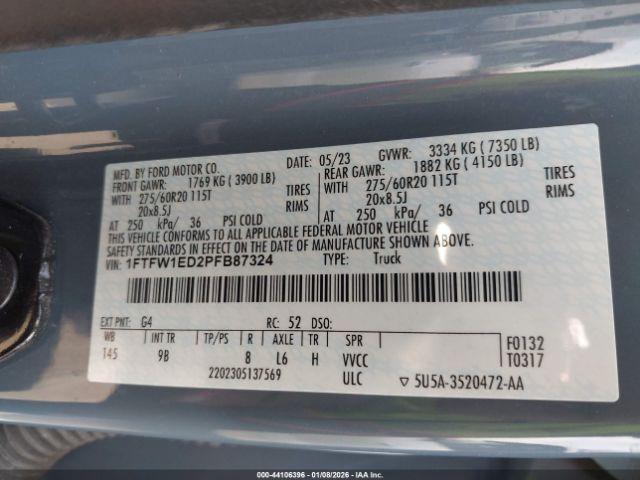 MFD. BY FORD MOTOR CO. DATE: 05/23 GVWR: 3334 KG ( 7350 LB)
FRONT GAWR: 1769 KG ( 3900 LB) REAR GAWR: 1882 KG ( 4150 LB)
WITH 275/60R20 115T TIRES WITH 275/60R20 115T TIRES
20x8.5J RIMS 20x8.5J RIMS
AT 250 kPa/ 36 PSI COLD AT 250 kPa/ 36 PSI COLD
THIS VEHICLE CONFORMS TO ALL APPLICABLE FEDERAL MOTOR VEHICLE
SAFETY STANDARDS IN EFFECT ON THE DATE OF MANUFACTURE SHOWN ABOVE.
VIN: 1FTFW1ED2PFB87324 TYPE: Truck
EXT PNT: G4 RC: 52 DSO:
WB INT TR TP/PS R AXLE TR SPR F0132
145 9B 8 L6 H VVCC T0317
2202305137569 ULC 5U5A-3520472-AA
000-44106396 - 01/08/2026 - IAA Inc.